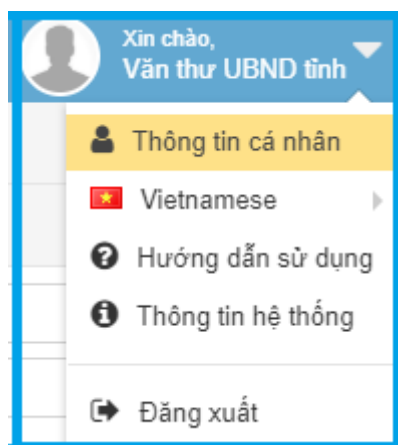 Xin chào,
Văn thư UBND tỉnh
Thông tin cá nhân
Vietnamese
Hướng dẫn sử dụng
Thông tin hệ thống
Đăng xuất